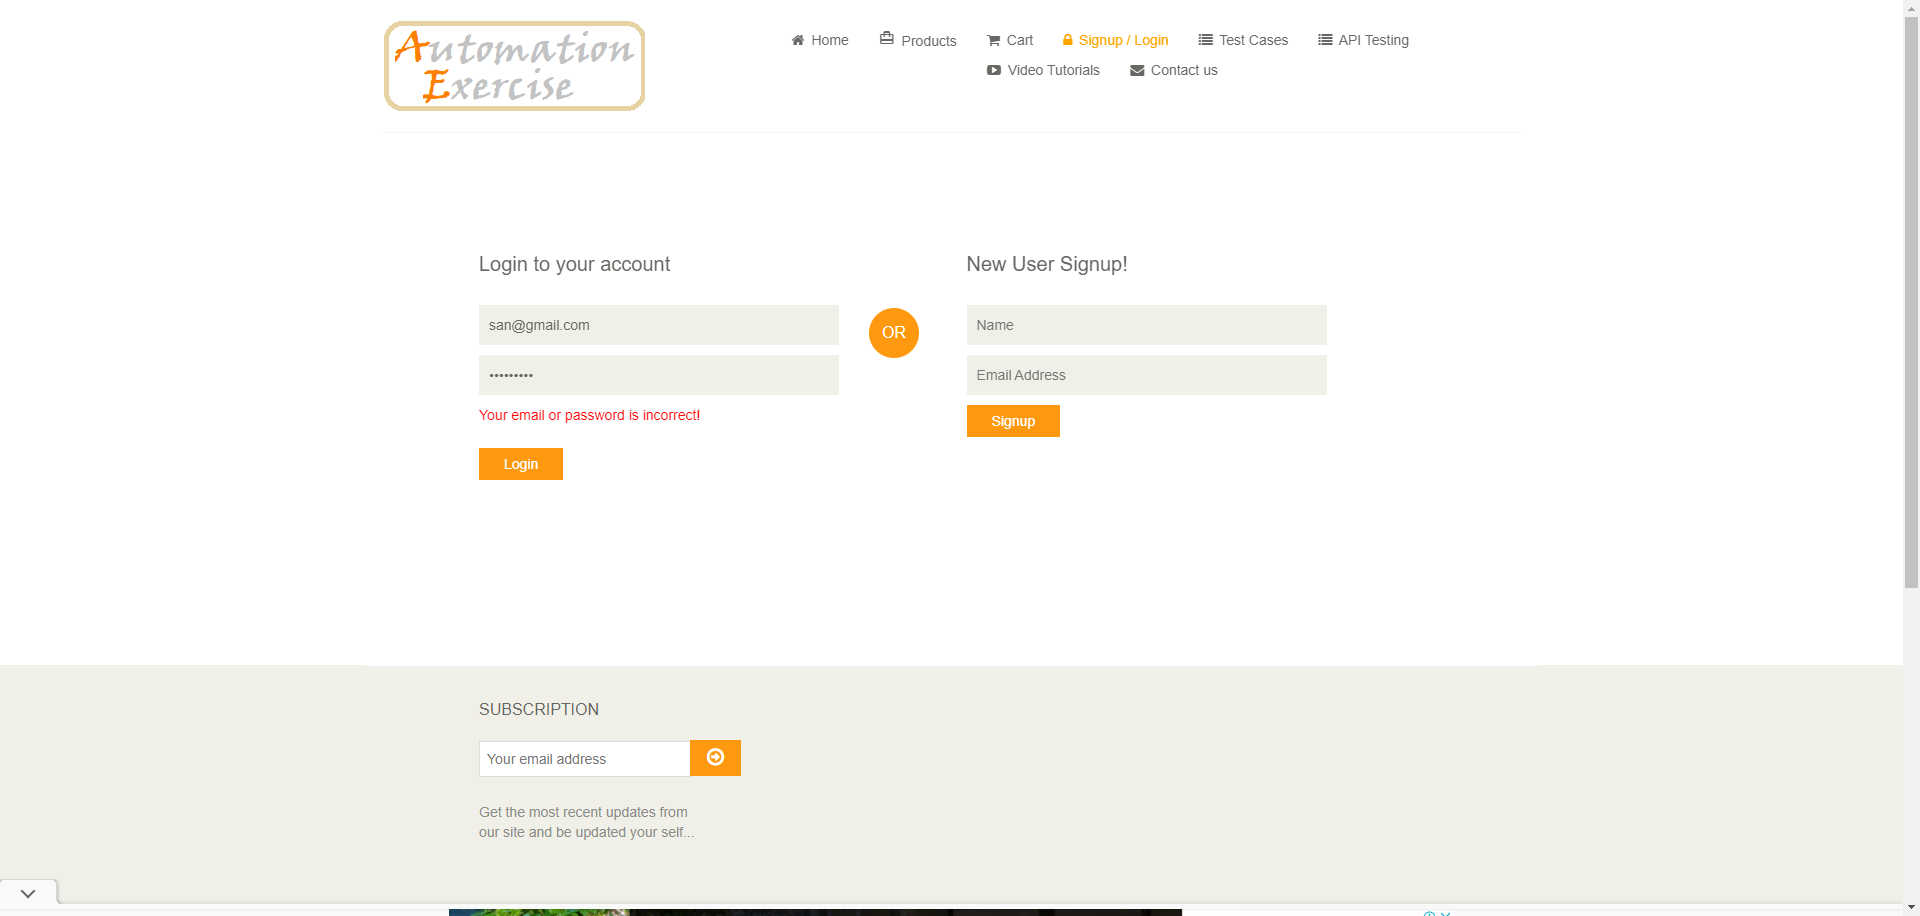 Automation
Exercise
Home
Products
Cart
Signup / Login
Test Cases
API Testing
Video Tutorials
Contact us
Login to your account
san@gmail.com
•••••••••
Your email or password is incorrect!
Login
OR
New User Signup!
Name
Email Address
Signup
SUBSCRIPTION
Your email address
Get the most recent updates from
our site and be updated your self...